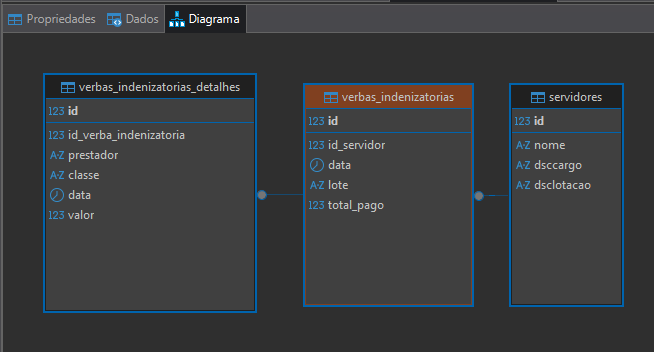 Propriedades Dados Diagrama
verbas_indenizatorias_detalhes
123 id
123 id_verba_indenizatoria
A-Z prestador
A-Z classe
data
123 valor
verbas_indenizatorias
123 id
123 id_servidor
data
A-Z lote
123 total_pago
servidores
123 id
A-Z nome
A-Z dsccargo
A-Z dsclotacao